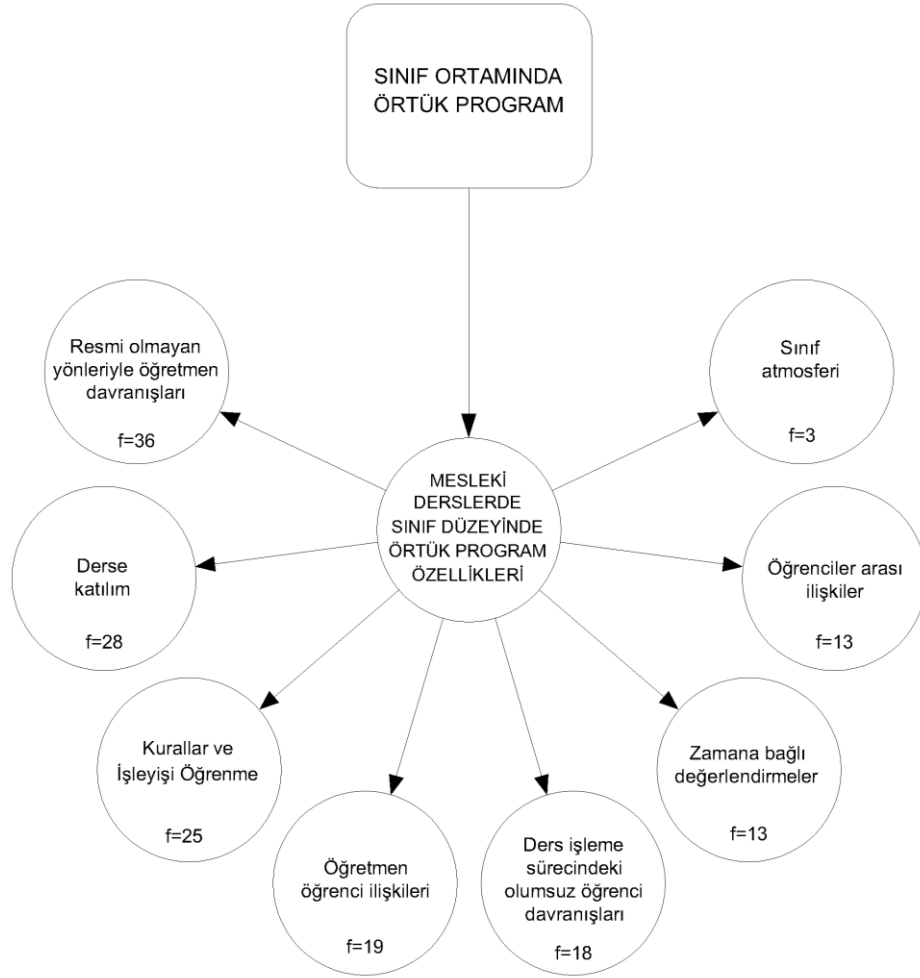 SINIF ORTAMINDA
ÖRTÜK PROGRAM
Resmi olmayan
yönleriyle öğretmen
davranışları
f=36
Sınıf
atmosferi
f=3
MESLEKİ
DERSLERDE
SINIF DÜZEYİNDE
ÖRTÜK PROGRAM
ÖZELLİKLERİ
Derse
katılım
f=28
Öğrenciler arası
ilişkiler
f=13
Kurallar ve
İşleyişi Öğrenme
f=25
Zamana bağlı
değerlendirmeler
f=13
Öğretmen
öğrenci ilişkileri
f=19
Ders işleme
sürecindeki
olumsuz öğrenci
davranışları
f=18